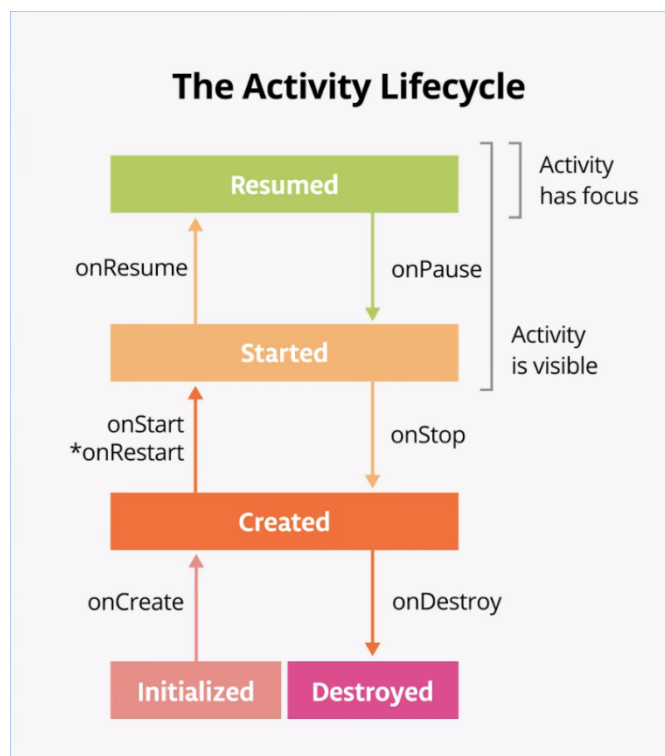 The Activity Lifecycle
Resumed
Activity
has focus
onResume
onPause
Started
Activity
is visible
onStart
*onRestart
onStop
Created
onCreate
onDestroy
Initialized
Destroyed